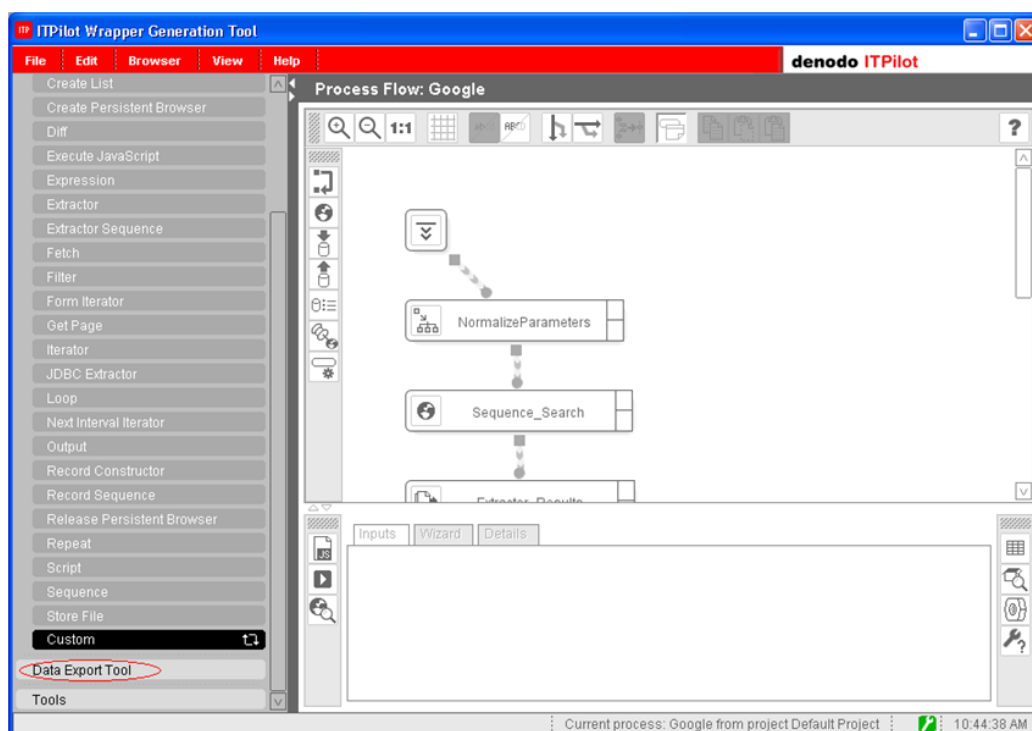 ITP ITPilot Wrapper Generation Tool
File Edit Browser View Help
denodo ITPilot
Create List
Create Persistent Browser
Diff
Execute JavaScript
Expression
Extractor
Extractor Sequence
Fetch
Filter
Form Iterator
Get Page
Iterator
JDBC Extractor
Loop
Next Interval Iterator
Output
Record Constructor
Record Sequence
Release Persistent Browser
Repeat
Script
Sequence
Store File
Custom
Data Export Tool
Tools
Process Flow: Google
1:1
?
NormalizeParameters
Sequence_Search
Extractor_Results
Inputs Wizard Details
JS
Current process: Google from project Default Project
10:44:38 AM